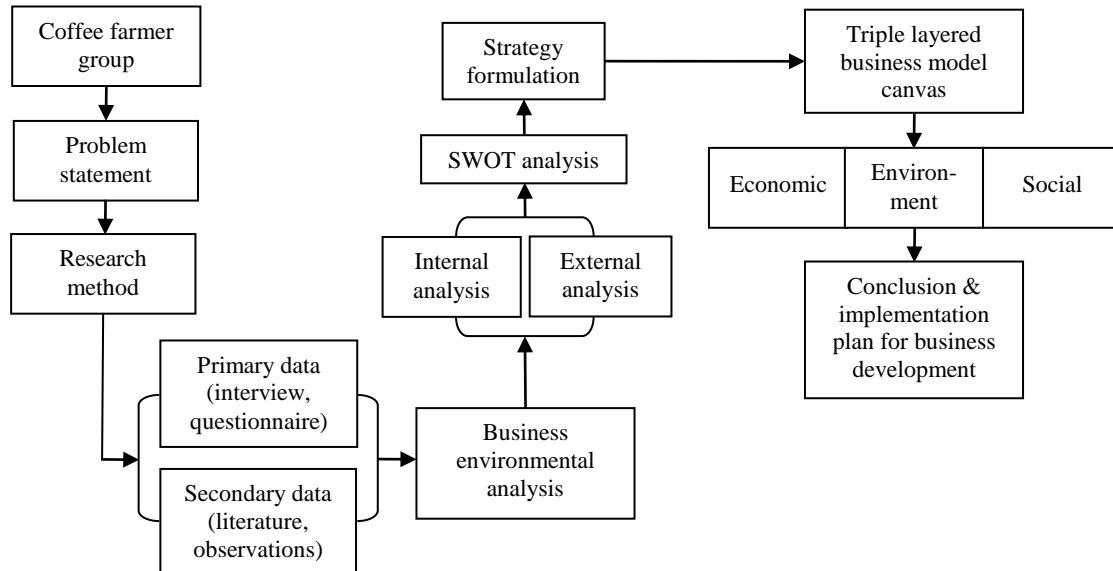 Coffee farmer
group
Problem
statement
Research
method
Primary data
(interview,
questionnaire)
Secondary data
(literature,
observations)
Business
environmental
analysis
Internal
analysis
External
analysis
SWOT analysis
Strategy
formulation
Triple layered
business model
canvas
Economic
Environ-
ment
Social
Conclusion &
implementation
plan for business
development